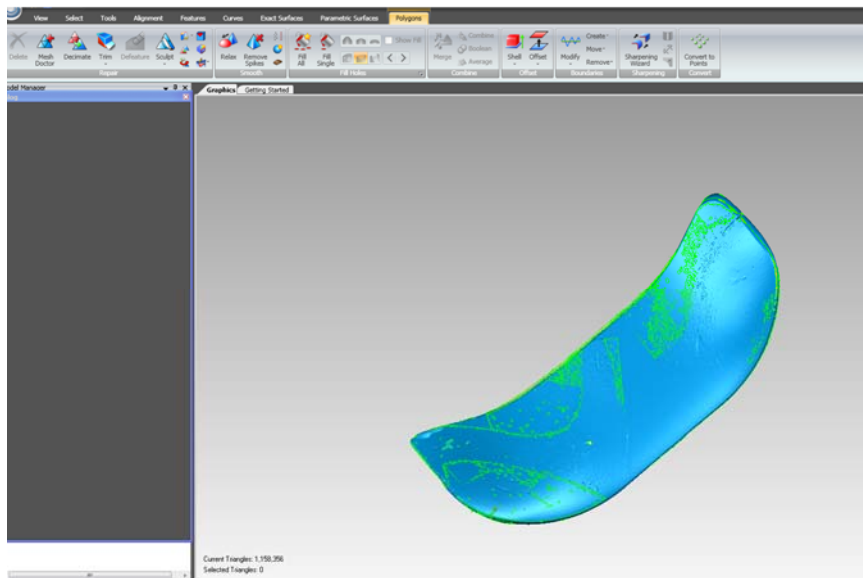 View Select Tools Alignment Features Curves Exact Surfaces Parametric Surfaces Polygons
Delete Mesh Doctor Decimate Trim Defeature Sculpt Relax Remove Spikes Fill All Fill Single Show Fill Merge Combine Boolean Average Shell Offset Modify Create Move Remove Sharpening Wizard Convert to Points
Repair Smooth Fill Holes Combine Offset Boundaries Sharpening Convert
odel Manager
Graphics Getting Started
Current Triangles: 1,158,356
Selected Triangles: 0